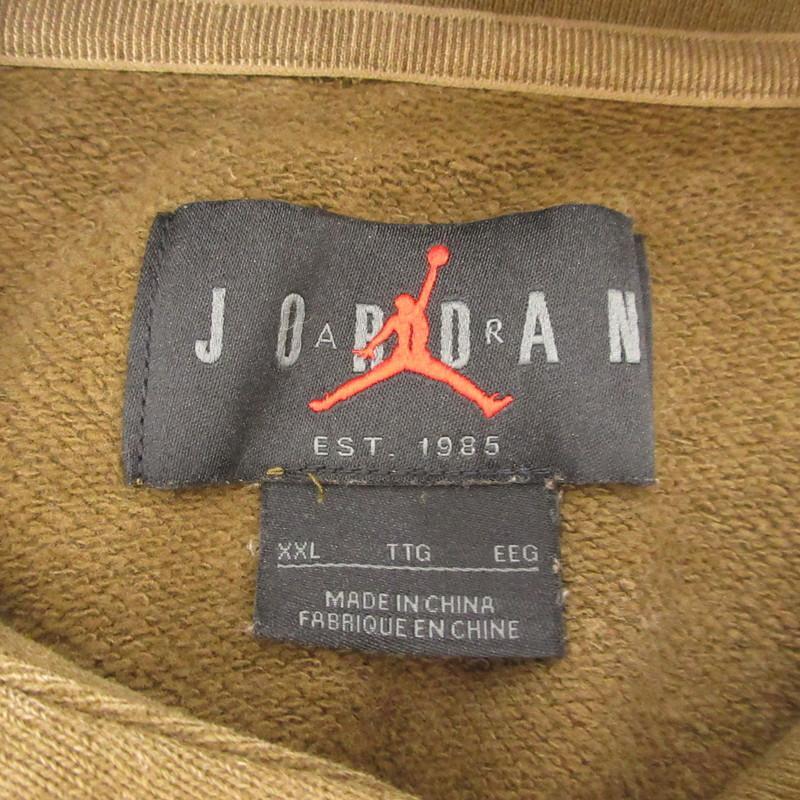 JORDAN
AIR
EST. 1985
XXL TTG EEG
MADE IN CHINA
FABRIQUE EN CHINE